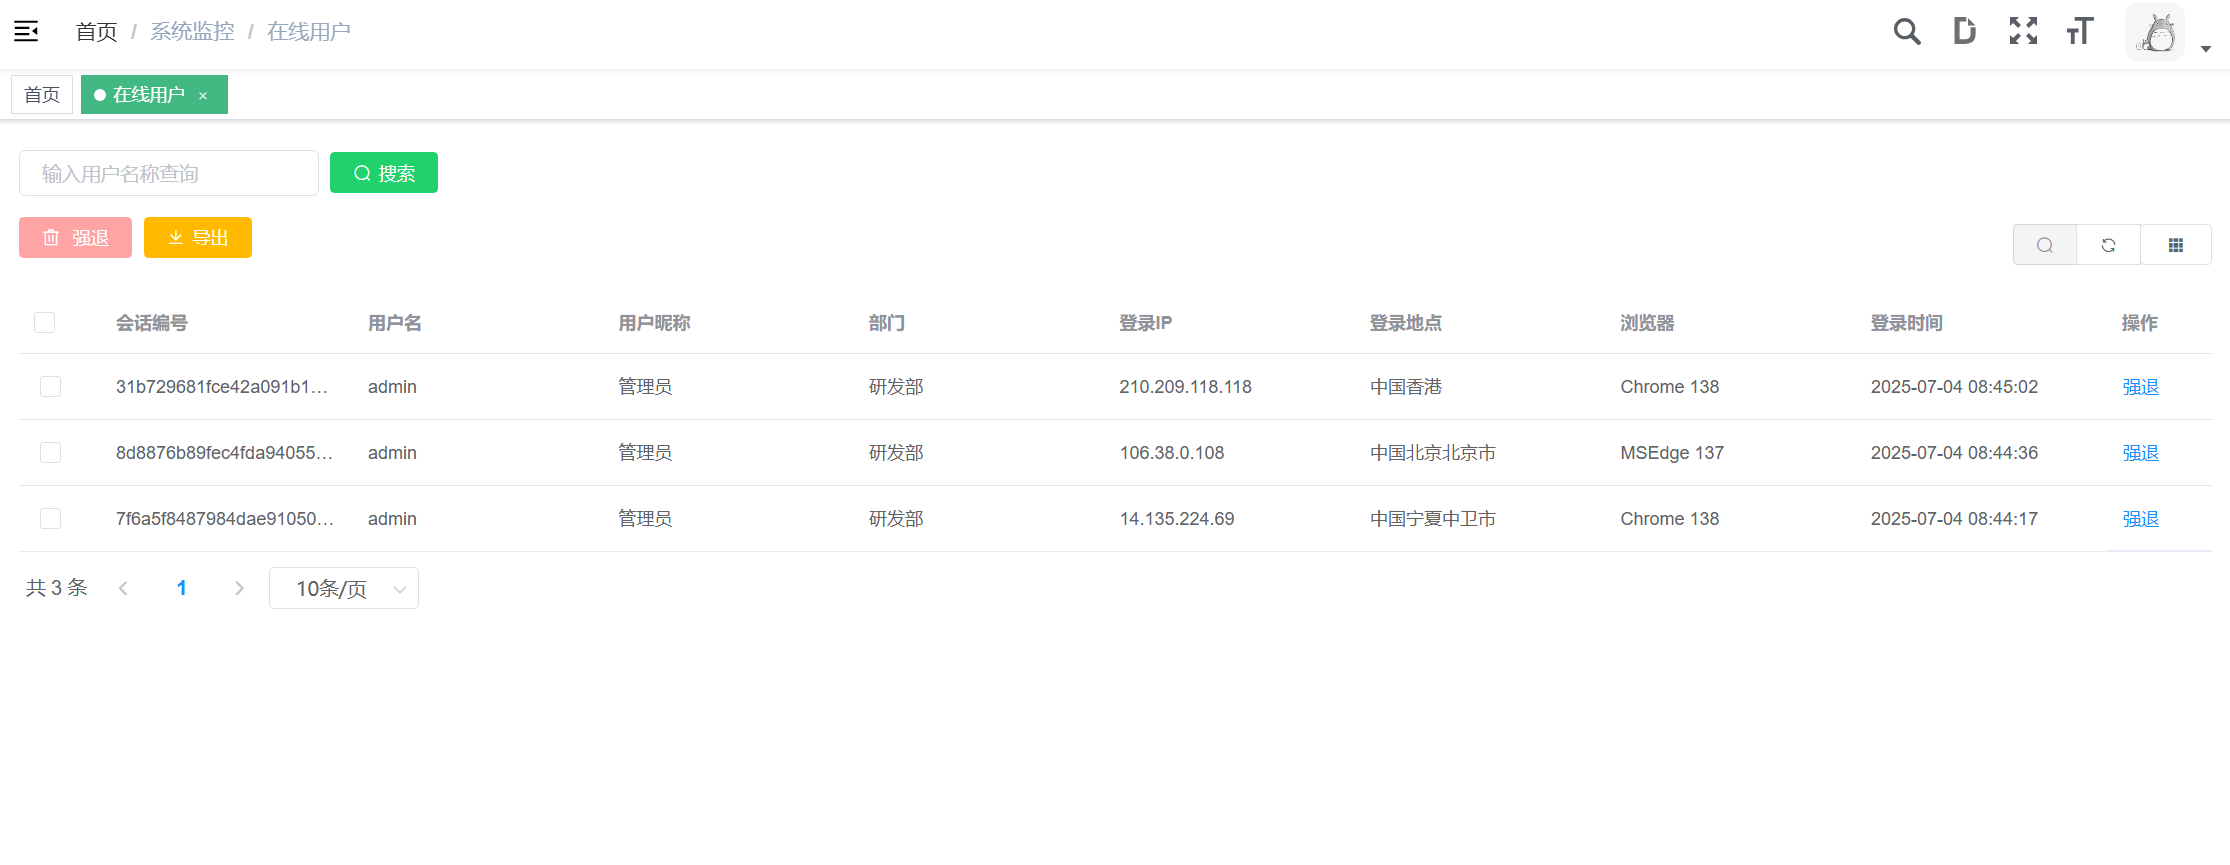 首页 / 系统监控 / 在线用户
首页 在线用户 ×
输入用户名称查询 搜索
强退 导出
会话编号 用户名 用户昵称 部门 登录IP 登录地点 浏览器 登录时间 操作
31b729681fce42a091b1... admin 管理员 研发部 210.209.118.118 中国香港 Chrome 138 2025-07-04 08:45:02 强退
8d8876b89fec4fda94055... admin 管理员 研发部 106.38.0.108 中国北京北京市 MSEdge 137 2025-07-04 08:44:36 强退
7f6a5f8487984dae91050... admin 管理员 研发部 14.135.224.69 中国宁夏中卫市 Chrome 138 2025-07-04 08:44:17 强退
共 3 条 1 10条/页